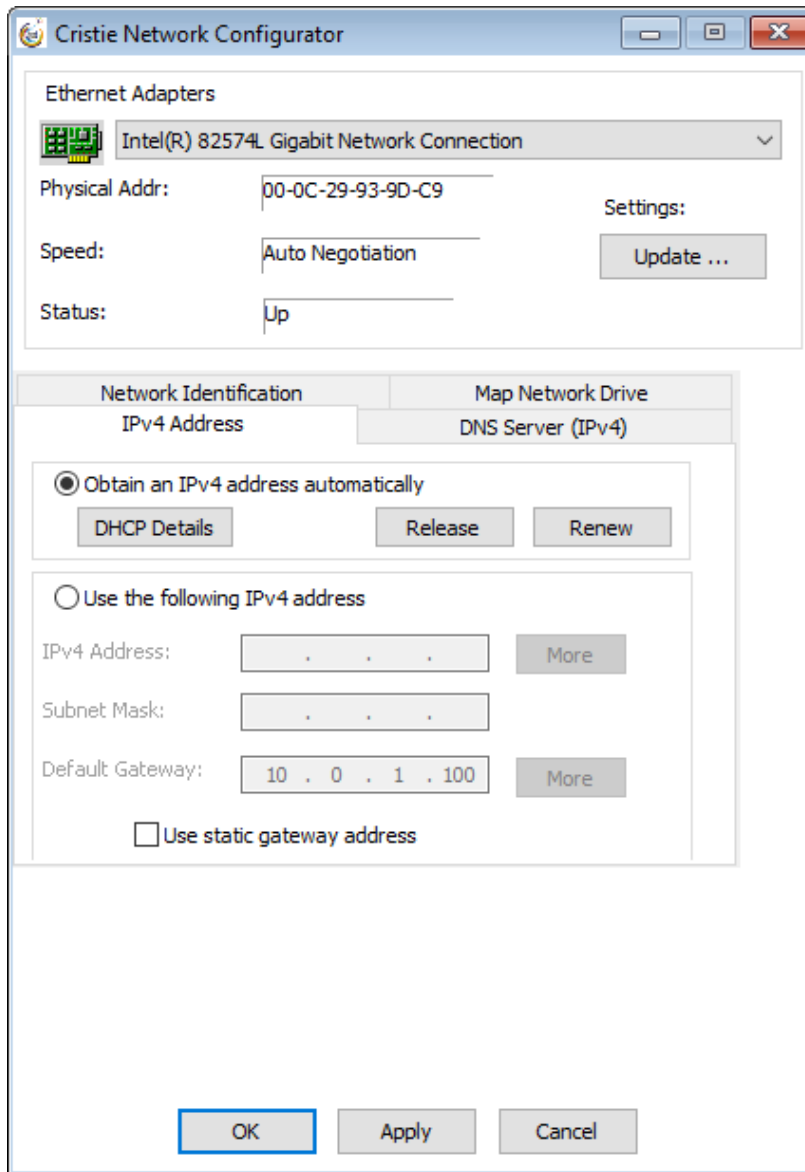 Cristie Network Configurator
Ethernet Adapters
Intel(R) 82574L Gigabit Network Connection
Physical Addr: 00-0C-29-93-9D-C9
Settings:
Speed: Auto Negotiation Update ...
Status: Up
Network Identification Map Network Drive
IPv4 Address DNS Server (IPv4)
Obtain an IPv4 address automatically
DHCP Details Release Renew
Use the following IPv4 address
IPv4 Address: . . . More
Subnet Mask: . . .
Default Gateway: 10 . 0 . 1 . 100 More
Use static gateway address
OK Apply Cancel